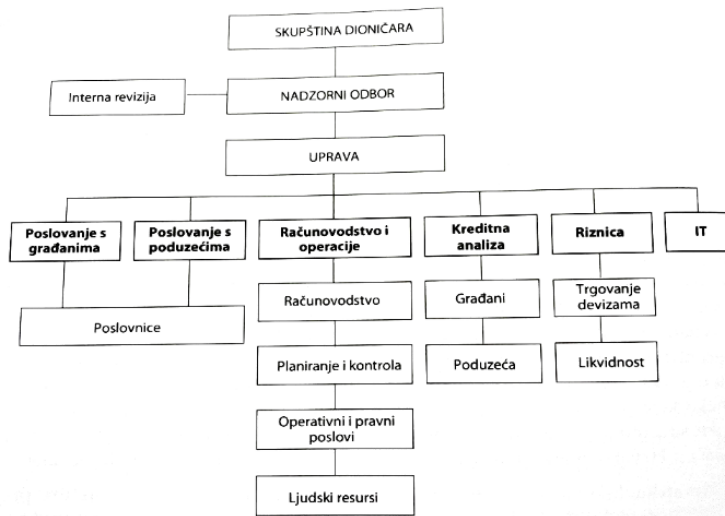 SKUPŠTINA DIONIČARA
Interna revizija
NADZORNI ODBOR
UPRAVA
Poslovanje s
građanima
Poslovanje s
poduzećima
Računovodstvo i
operacije
Kreditna
analiza
Riznica
IT
Poslovnice
Računovodstvo
Planiranje i kontrola
Operativni i pravni
poslovi
Ljudski resursi
Građani
Poduzeća
Trgovanje
devizama
Likvidnost